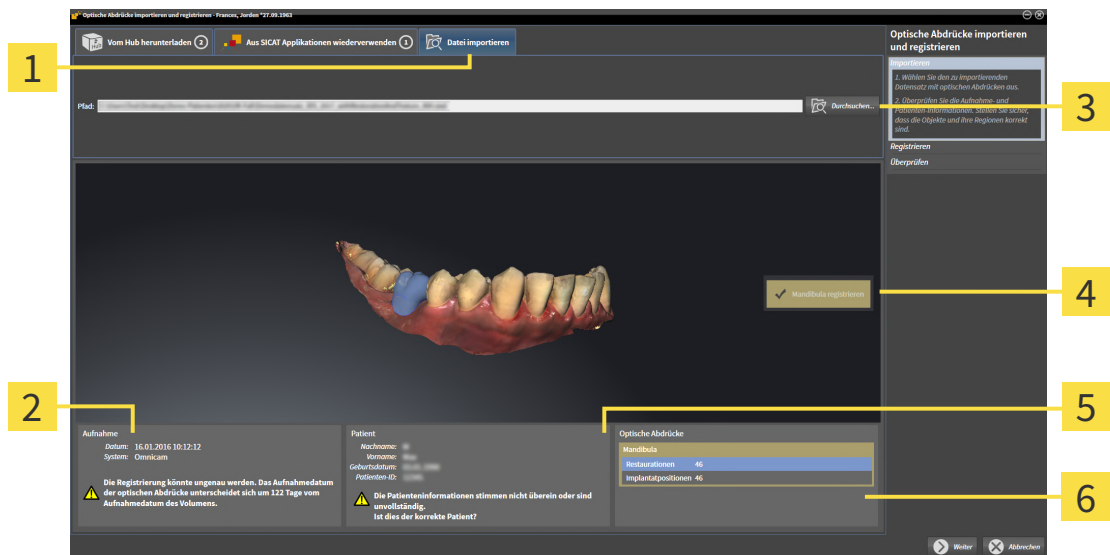 Optische Abdrücke importieren und registrieren - Frances, Jorden *27.09.1963
Vom Hub herunterladen 2
Aus SICAT Applikationen wiederverwenden 1
Datei importieren
Pfad:
Durchsuchen...
Optische Abdrücke importieren
und registrieren
Importieren
1. Wählen Sie den zu importierenden
Datensatz mit optischen Abdrücken aus.
2. Überprüfen Sie die Aufnahme- und
Patienten-Informationen. Stellen Sie sicher,
dass die Objekte und ihre Regionen korrekt
sind.
Registrieren
Überprüfen
1
3
Mandibula registrieren
4
2
5
6
Aufnahme
Datum: 16.01.2016 10:12:12
System: Omnicam
Die Registrierung könnte ungenau werden. Das Aufnahmedatum
der optischen Abdrücke unterscheidet sich um 122 Tage vom
Aufnahmedatum des Volumens.
Patient
Nachname:
Vorname:
Geburtsdatum:
Patienten-ID:
Die Patienteninformationen stimmen nicht überein oder sind
unvollständig.
Ist dies der korrekte Patient?
Optische Abdrücke
Mandibula
Restaurationen 46
Implantatpositionen 46
Weiter
Abbrechen